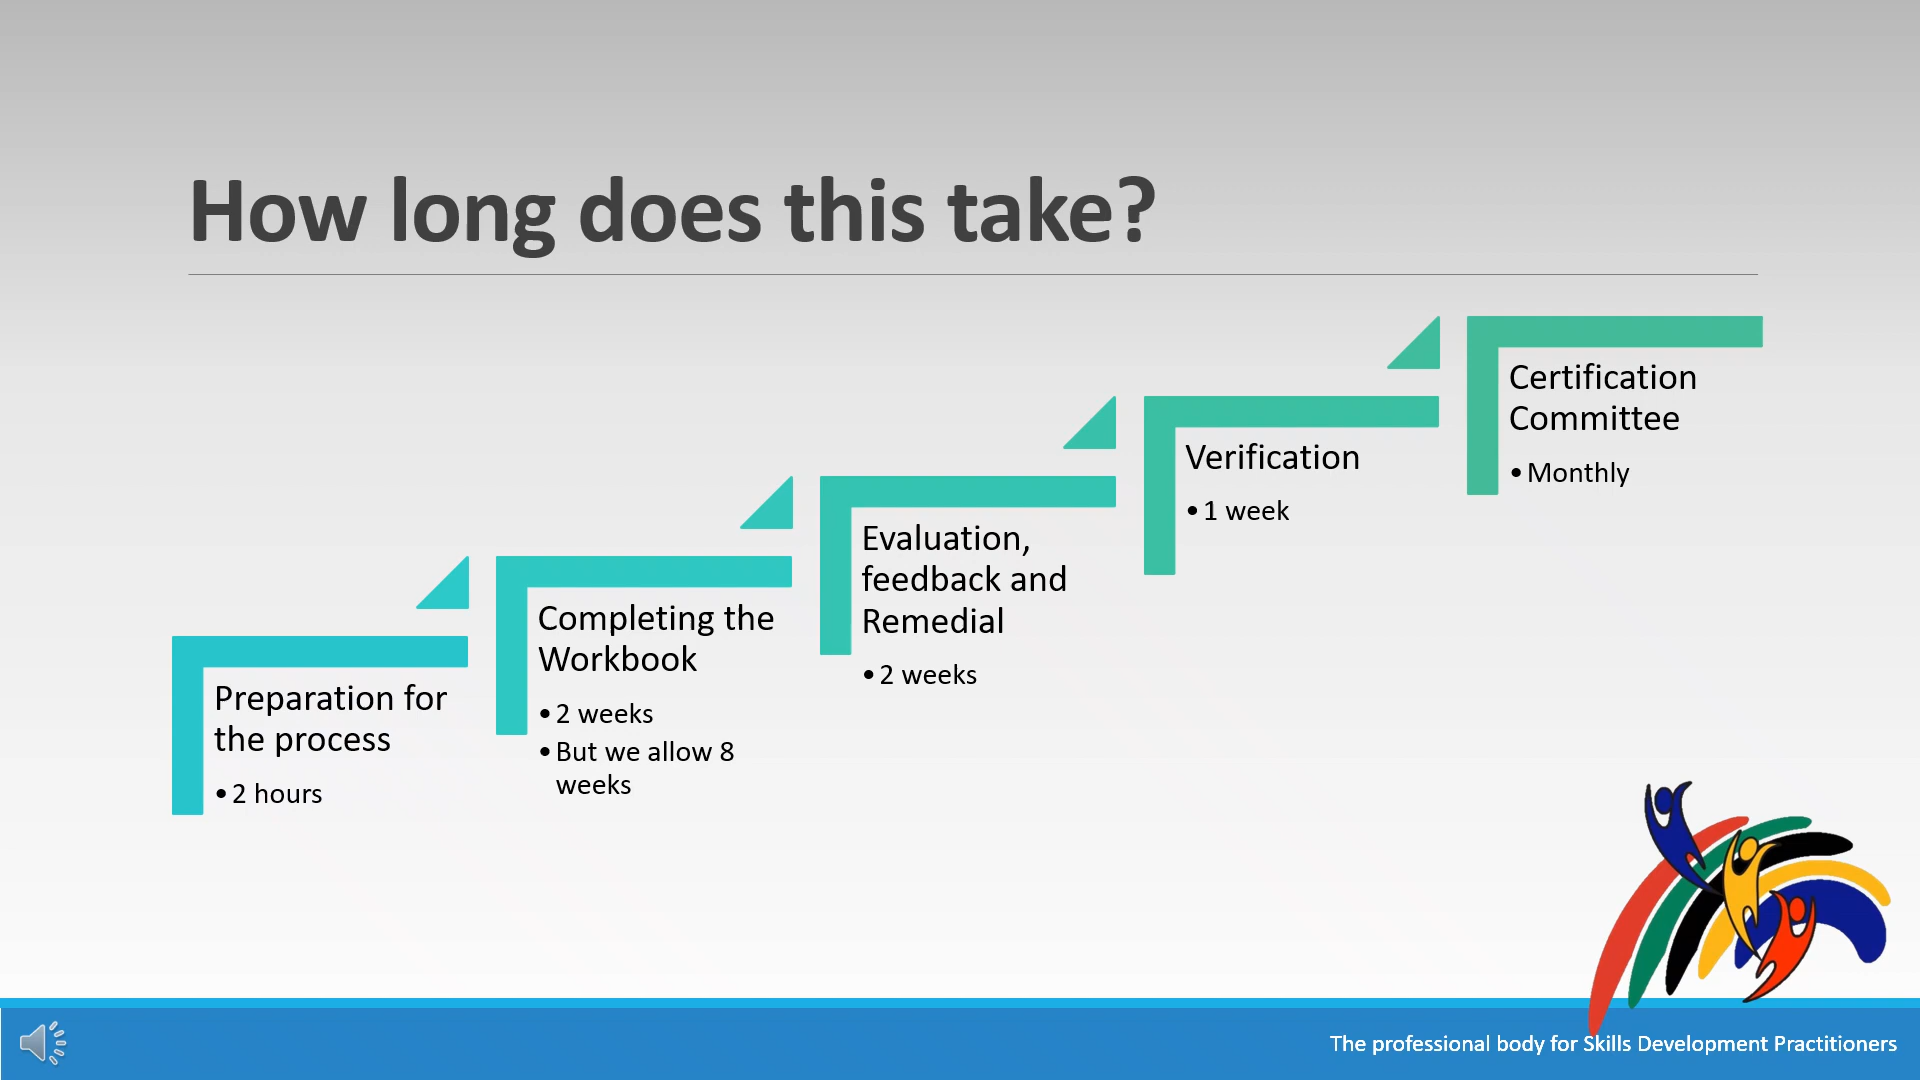 How long does this take?
Preparation for
the process
•2 hours
Completing the
Workbook
•2 weeks
•But we allow 8
weeks
Evaluation,
feedback and
Remedial
•2 weeks
Verification
•1 week
Certification
Committee
•Monthly
The professional body for Skills Development Practitioners